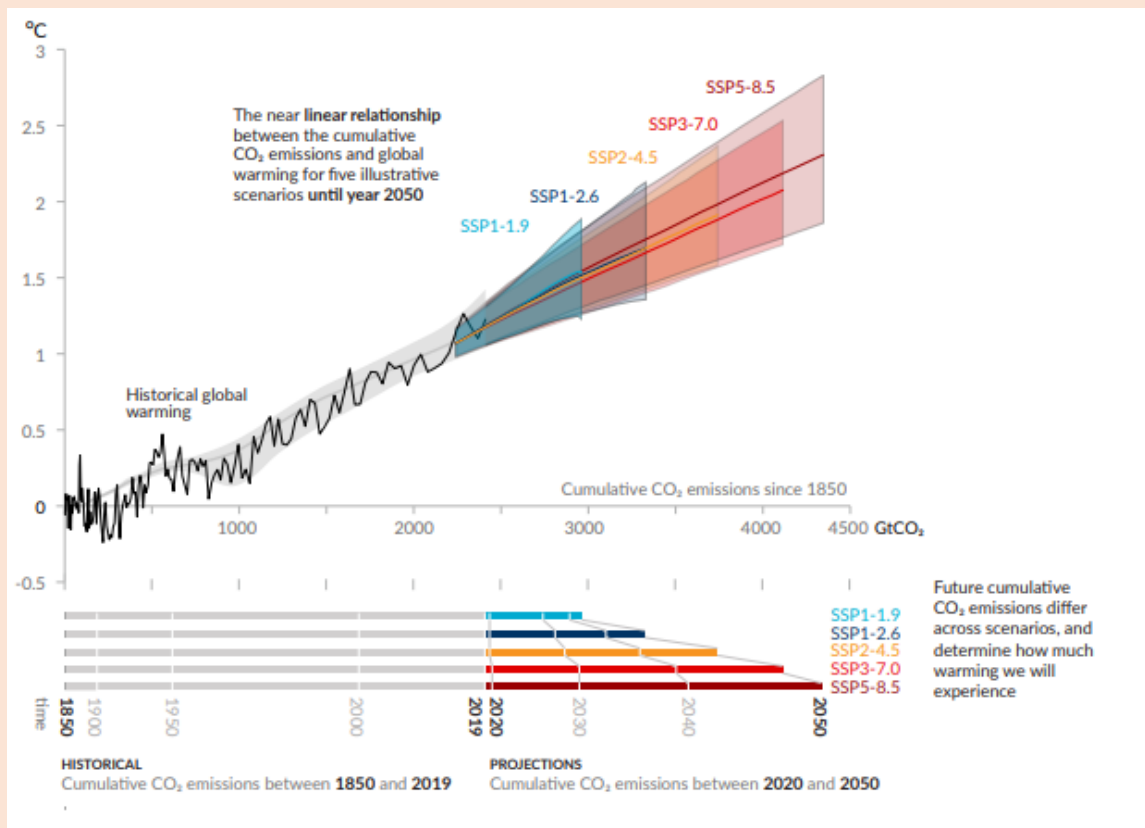 °C
3
SSP5-8.5
The near linear relationship
between the cumulative
CO₂ emissions and global
warming for five illustrative
scenarios until year 2050
2.5
SSP3-7.0
SSP2-4.5
2
SSP1-2.6
SSP1-1.9
1.5
1
Historical global
warming
0.5
Cumulative CO₂ emissions since 1850
0
1000
2000
3000
4000
4500 GtCO₂
-0.5
Future cumulative
CO₂ emissions differ
across scenarios, and
determine how much
warming we will
experience
SSP1-1.9
SSP1-2.6
SSP2-4.5
SSP3-7.0
SSP5-8.5
time
1850
1900
1950
2000
2019
2020
2030
2040
2050
HISTORICAL
Cumulative CO₂ emissions between 1850 and 2019
PROJECTIONS
Cumulative CO₂ emissions between 2020 and 2050